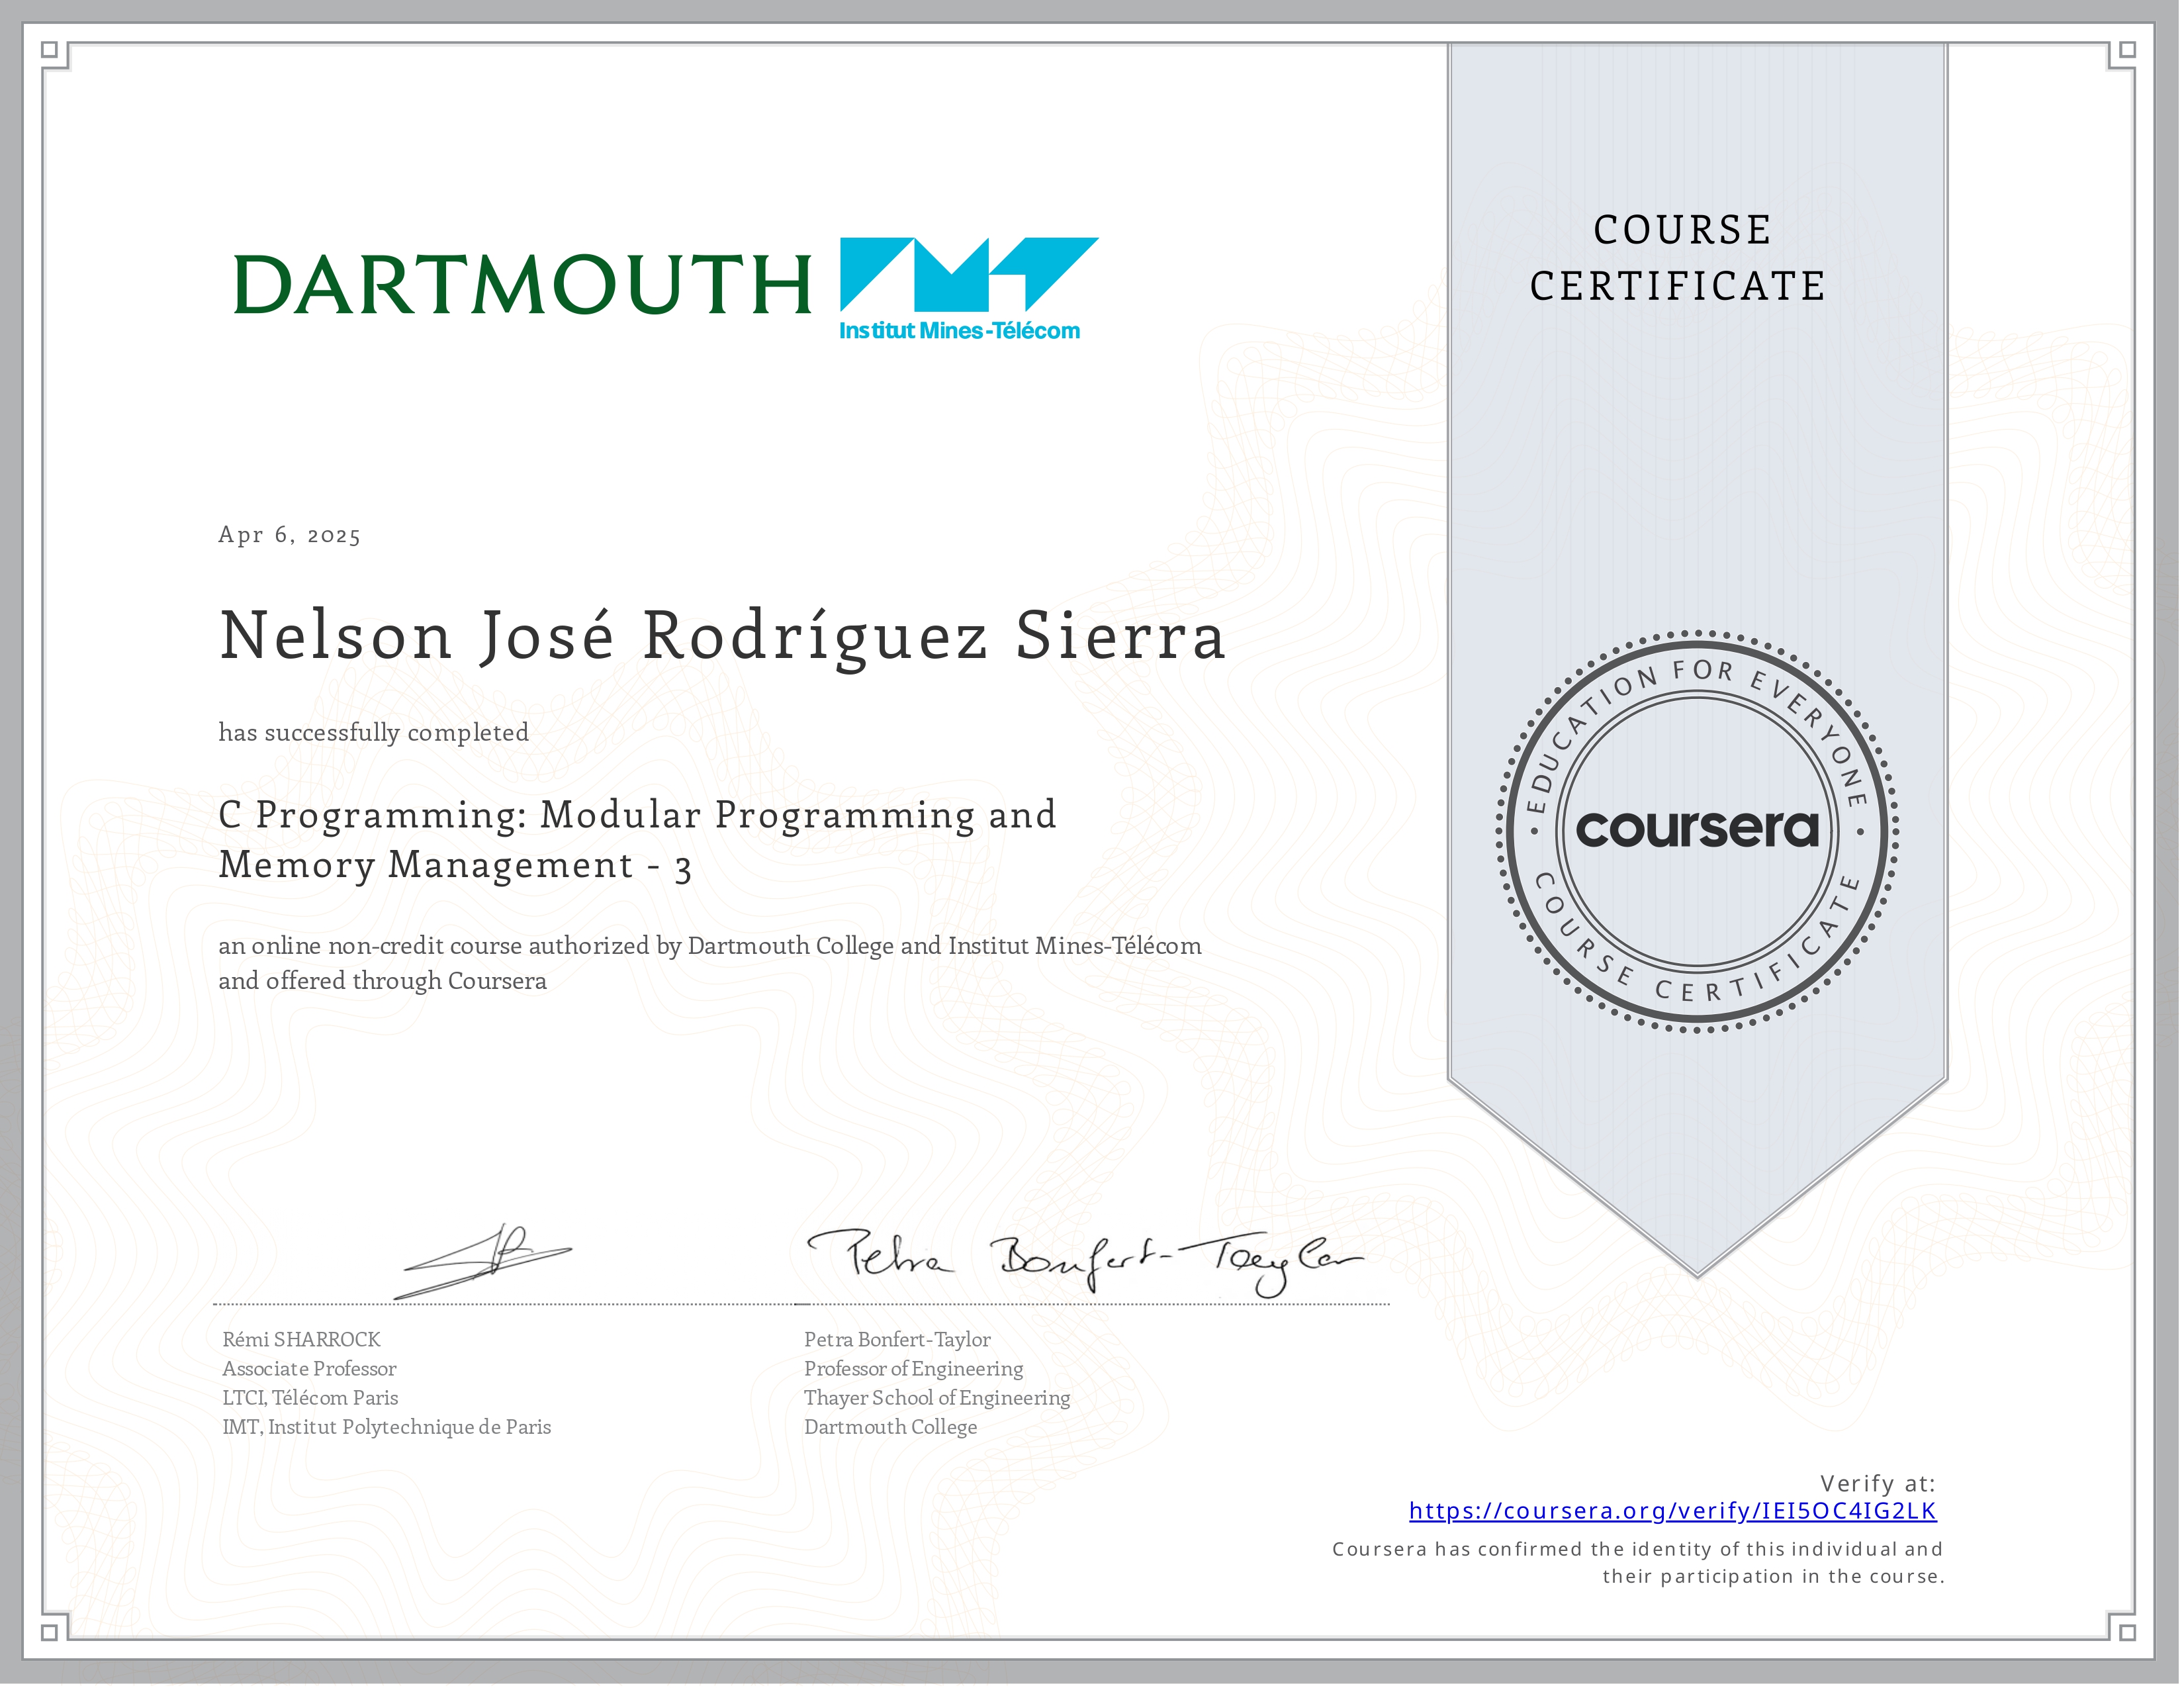 DARTMOUTH
Institut Mines-Télécom
COURSE
CERTIFICATE
Apr 6, 2025
Nelson José Rodríguez Sierra
has successfully completed
C Programming: Modular Programming and
Memory Management - 3
an online non-credit course authorized by Dartmouth College and Institut Mines-Télécom
and offered through Coursera
EDUCATION FOR EVERYONE
coursera
COURSE CERTIFICATE
Petra Bonfert-Taylor
Rémi SHARROCK
Associate Professor
LTCI, Télécom Paris
IMT, Institut Polytechnique de Paris
Petra Bonfert-Taylor
Professor of Engineering
Thayer School of Engineering
Dartmouth College
Verify at:
https://coursera.org/verify/IEI5OC4IG2LK
Coursera has confirmed the identity of this individual and
their participation in the course.